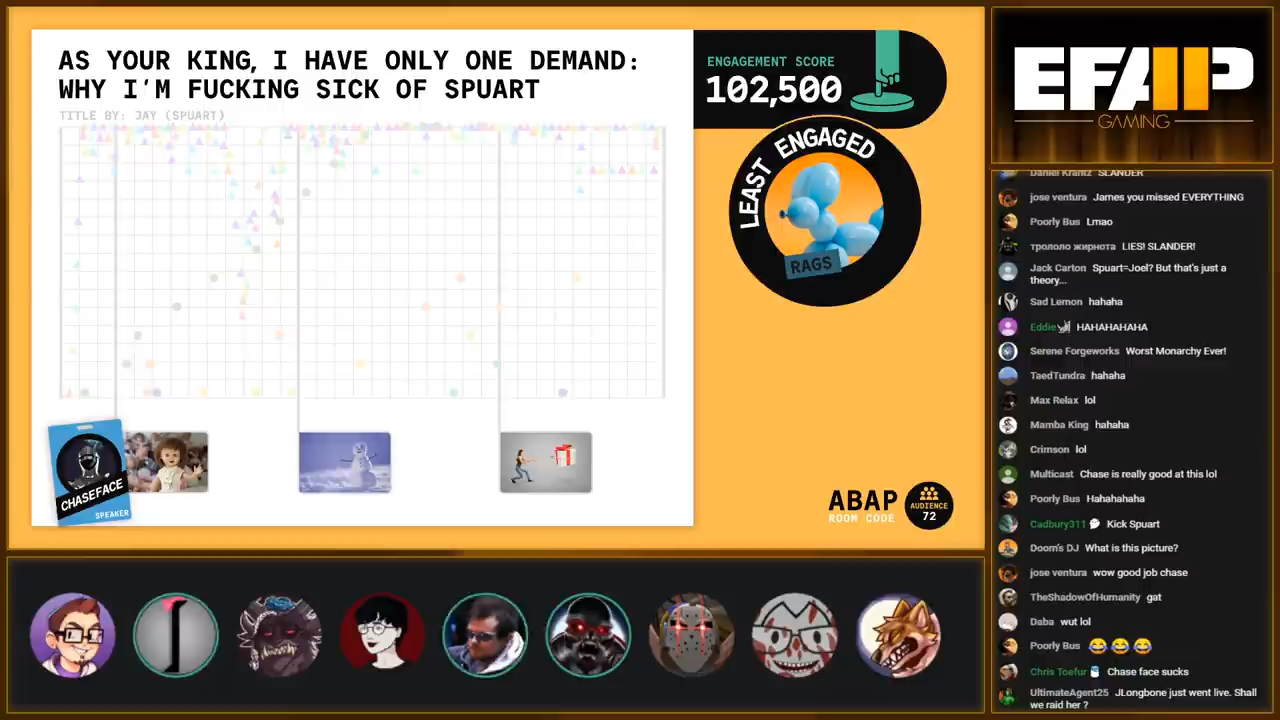 AS YOUR KING, I HAVE ONLY ONE DEMAND:
WHY I'M FUCKING SICK OF SPUART
TITLE BY: JAY (SPUART)
ENGAGEMENT SCORE
102,500
LEAST ENGAGED
RAGS
CHASEFACE
SPEAKER
ABAP
ROOM CODE
AUDIENCE
72
EFAP
GAMING
Daniel Krantz SLANDER
jose ventura James you missed EVERYTHING
Poorly Bus Lmao
трололо жирнота LIES! SLANDER!
Jack Carton Spuart=Joel? But that's just a
theory...
Sad Lemon hahaha
Eddie HAHAHAHAHA
Serene Forgeworks Worst Monarchy Ever!
TaedTundra hahaha
Max Relax lol
Mamba King hahaha
Crimson lol
Multicast Chase is really good at this lol
Poorly Bus Hahahahaha
Cadbury311 Kick Spuart
Doom's DJ What is this picture?
jose ventura wow good job chase
TheShadowOfHumanity gat
Daba wut lol
Poorly Bus 😂😂😂
Chris Toefur Chase face sucks
UltimateAgent25 JLongbone just went live. Shall
we raid her ?